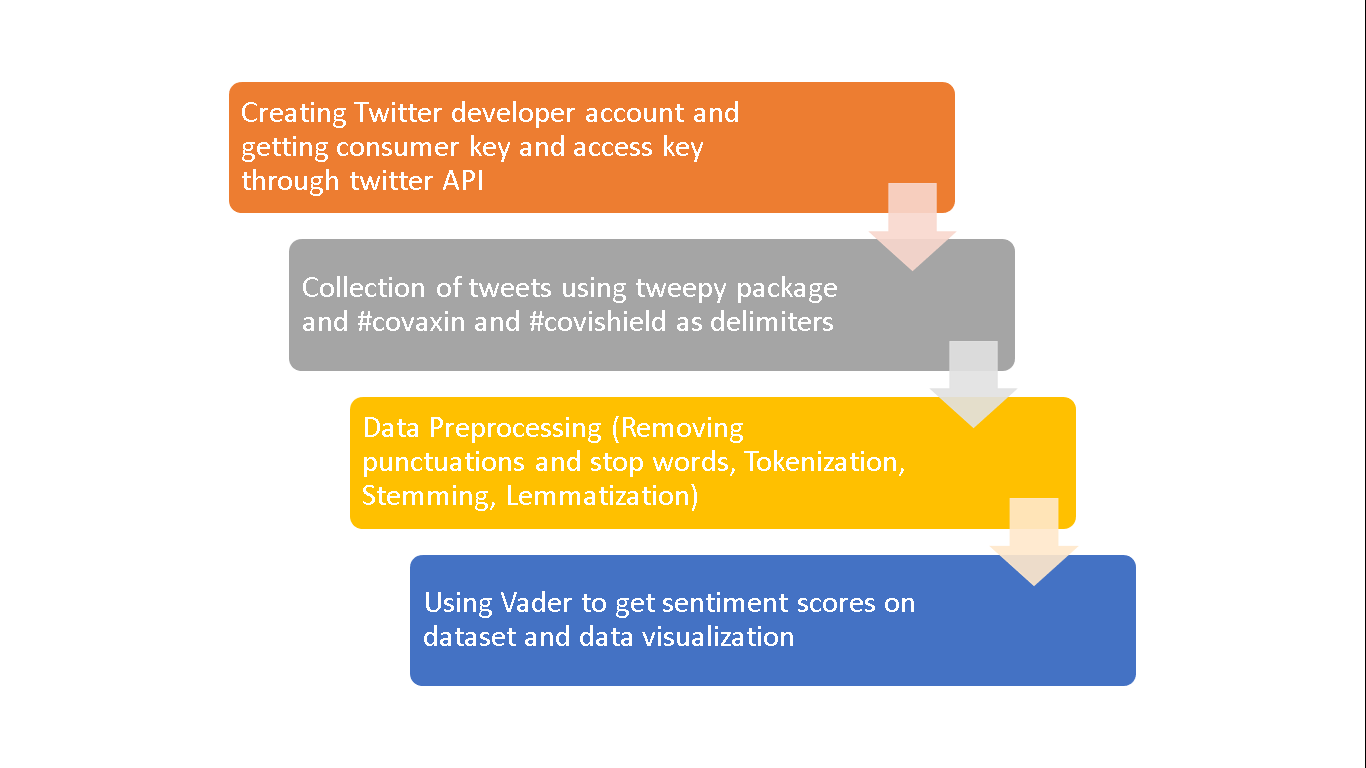 Creating Twitter developer account and
getting consumer key and access key
through twitter API
Collection of tweets using tweepy package
and #covaxin and #covishield as delimiters
Data Preprocessing (Removing
punctuations and stop words, Tokenization,
Stemming, Lemmatization)
Using Vader to get sentiment scores on
dataset and data visualization